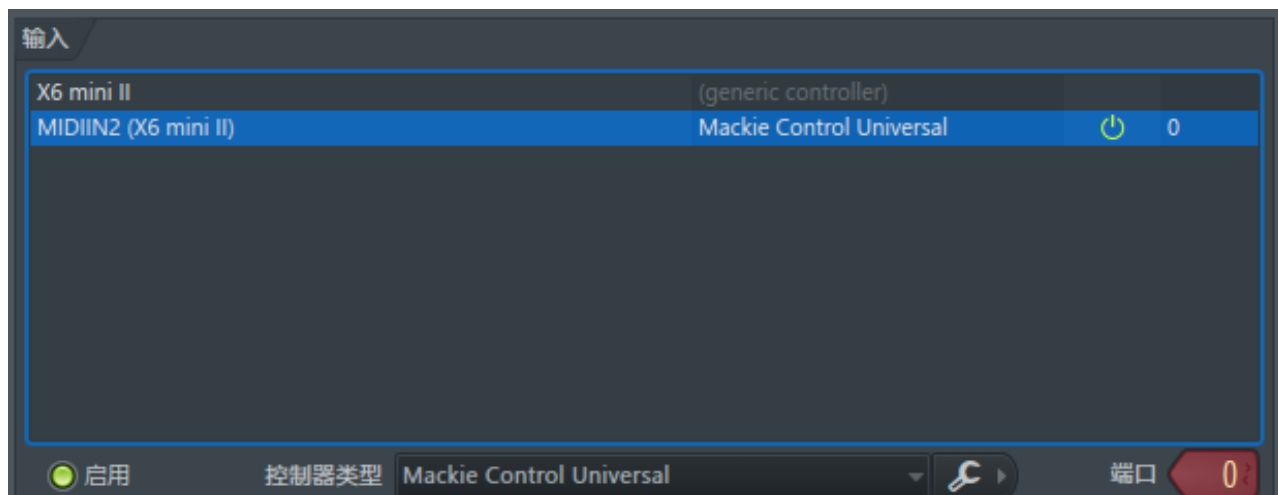 输入
X6 mini II (generic controller)
MIDIIN2 (X6 mini II) Mackie Control Universal 0
启用 控制器类型 Mackie Control Universal 端口 0